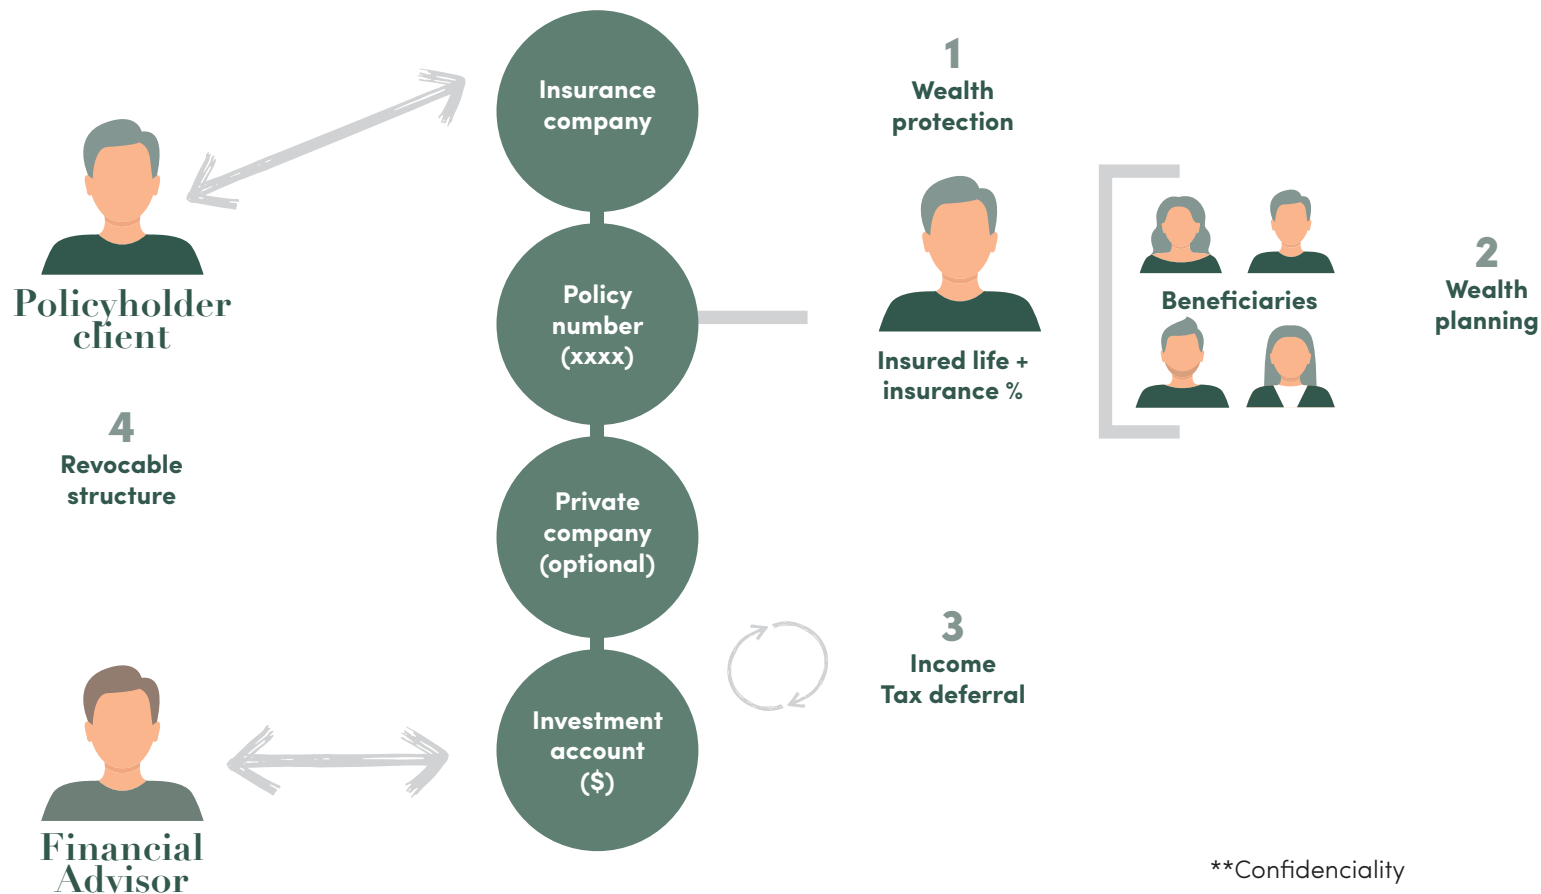 Insurance
company
1
Wealth
protection
Policyholder
client
Policy
number
(xxxx)
Insured life +
insurance %
Beneficiaries
2
Wealth
planning
4
Revocable
structure
Private
company
(optional)
3
Income
Tax deferral
Investment
account
($)
Financial
Advisor
**Confidenciality